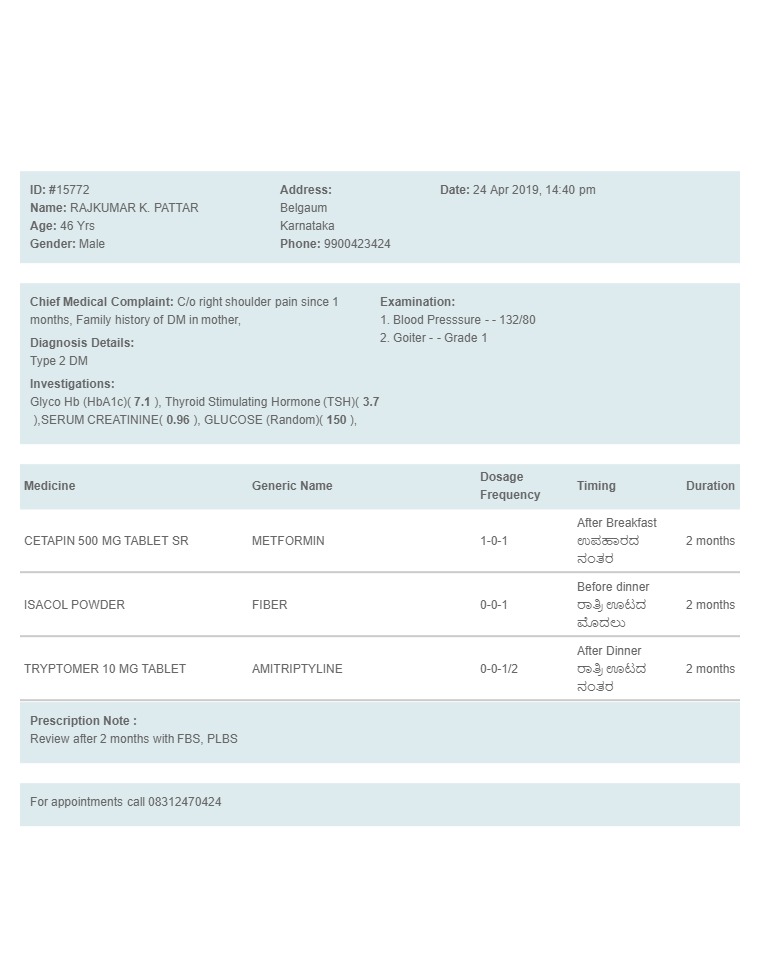 ID: #15772
Name: RAJKUMAR K. PATTAR
Age: 46 Yrs
Gender: Male
Address:
Belgaum
Karnataka
Phone: 9900423424
Date: 24 Apr 2019, 14:40 pm
Chief Medical Complaint: C/o right shoulder pain since 1
months, Family history of DM in mother,
Diagnosis Details:
Type 2 DM
Investigations:
Glyco Hb (HbA1c)( 7.1 ), Thyroid Stimulating Hormone (TSH)( 3.7
),SERUM CREATININE( 0.96 ), GLUCOSE (Random)( 150 ),
Examination:
1. Blood Presssure - - 132/80
2. Goiter - - Grade 1
Medicine Generic Name Dosage Frequency Timing Duration
CETAPIN 500 MG TABLET SR METFORMIN 1-0-1 After Breakfast 2 months
ಉಪಹಾರದ
ನಂತರ
ISACOL POWDER FIBER 0-0-1 Before dinner 2 months
ರಾತ್ರಿ ಊಟದ
ಮೊದಲು
TRYPTOMER 10 MG TABLET AMITRIPTYLINE 0-0-1/2 After Dinner 2 months
ರಾತ್ರಿ ಊಟದ
ನಂತರ
Prescription Note :
Review after 2 months with FBS, PLBS
For appointments call 08312470424